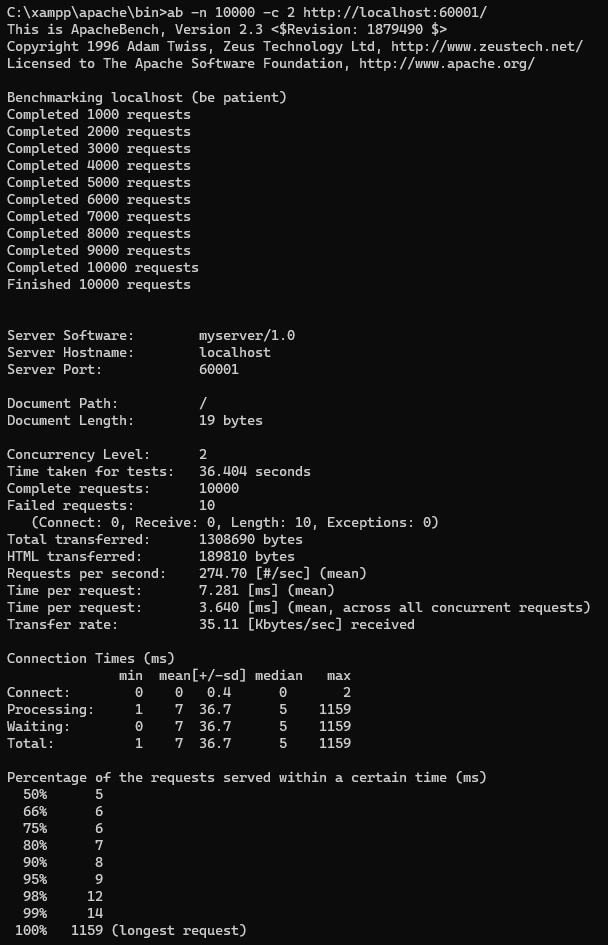 C:\xampp\apache\bin>ab -n 10000 -c 2 http://localhost:60001/
This is ApacheBench, Version 2.3 <$Revision: 1879490 $>
Copyright 1996 Adam Twiss, Zeus Technology Ltd, http://www.zeustech.net/
Licensed to The Apache Software Foundation, http://www.apache.org/

Benchmarking localhost (be patient)
Completed 1000 requests
Completed 2000 requests
Completed 3000 requests
Completed 4000 requests
Completed 5000 requests
Completed 6000 requests
Completed 7000 requests
Completed 8000 requests
Completed 9000 requests
Completed 10000 requests
Finished 10000 requests


Server Software:        myserver/1.0
Server Hostname:        localhost
Server Port:            60001

Document Path:          /
Document Length:        19 bytes

Concurrency Level:      2
Time taken for tests:   36.404 seconds
Complete requests:      10000
Failed requests:        10
   (Connect: 0, Receive: 0, Length: 10, Exceptions: 0)
Total transferred:      1308690 bytes
HTML transferred:       189810 bytes
Requests per second:    274.70 [#/sec] (mean)
Time per request:       7.281 [ms] (mean)
Time per request:       3.640 [ms] (mean, across all concurrent requests)
Transfer rate:          35.11 [Kbytes/sec] received

Connection Times (ms)
              min  mean[+/-sd] median   max
Connect:        0    0   0.4      0       2
Processing:     1    7  36.7      5    1159
Waiting:        0    7  36.7      5    1159
Total:          1    7  36.7      5    1159

Percentage of the requests served within a certain time (ms)
  50%      5
  66%      6
  75%      6
  80%      7
  90%      8
  95%      9
  98%     12
  99%     14
 100%   1159 (longest request)